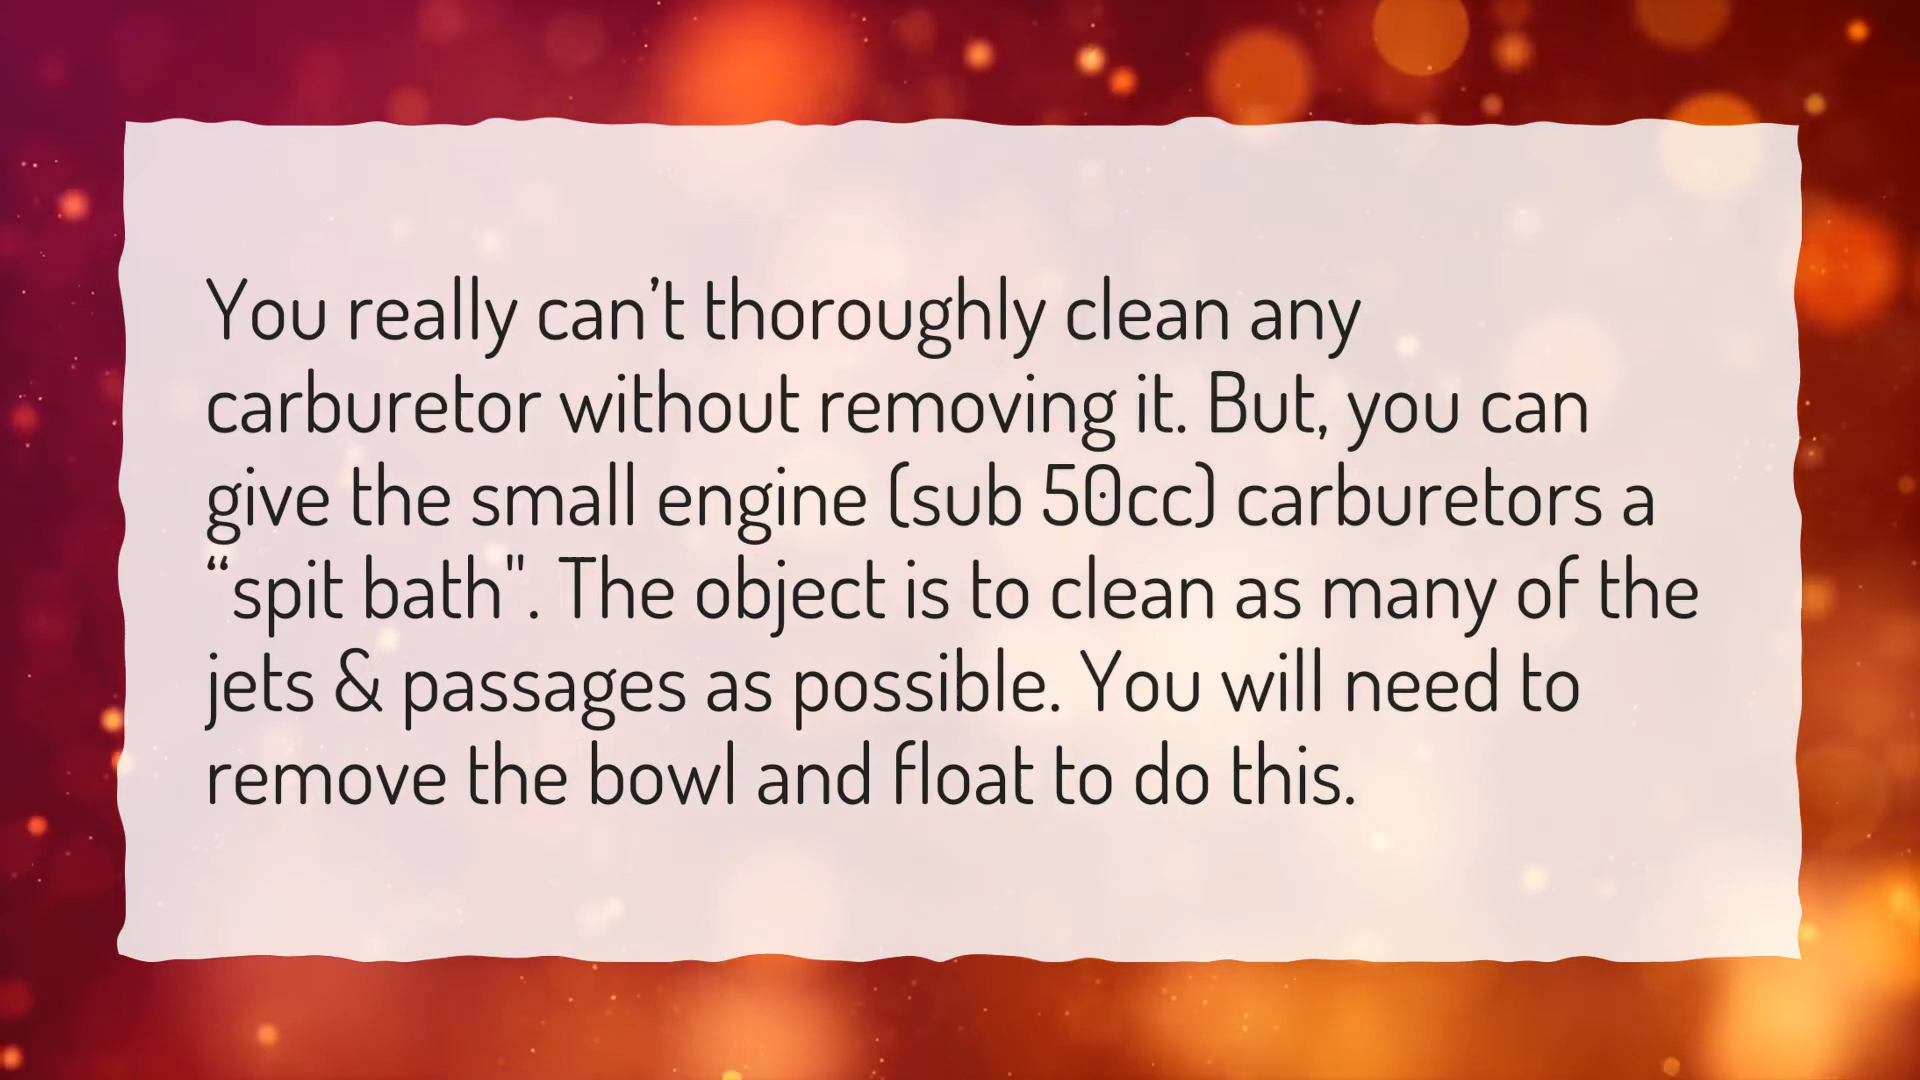 You really can’t thoroughly clean any
carburetor without removing it. But, you can
give the small engine (sub 50cc) carburetors a
“spit bath". The object is to clean as many of the
jets & passages as possible. You will need to
remove the bowl and float to do this.